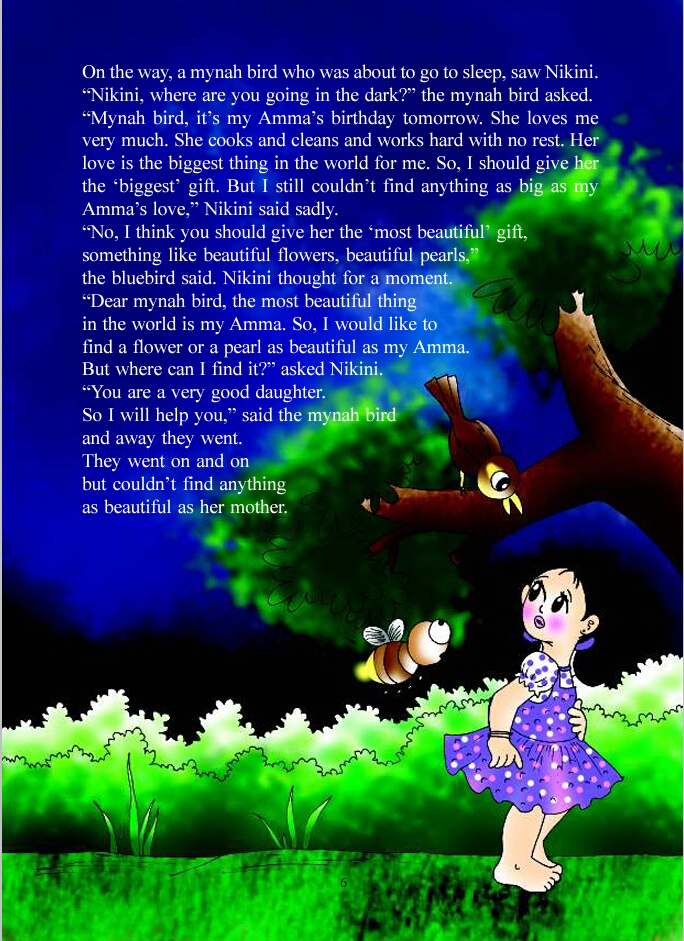 On the way, a mynah bird who was about to go to sleep, saw Nikini.
“Nikini, where are you going in the dark?” the mynah bird asked.
“Mynah bird, it’s my Amma’s birthday tomorrow. She loves me
very much. She cooks and cleans and works hard with no rest. Her
love is the biggest thing in the world for me. So, I should give her
the ‘biggest’ gift. But I still couldn’t find anything as big as my
Amma’s love,” Nikini said sadly.
“No, I think you should give her the ‘most beautiful’ gift,
something like beautiful flowers, beautiful pearls,”
the bluebird said. Nikini thought for a moment.
“Dear mynah bird, the most beautiful thing
in the world is my Amma. So, I would like to
find a flower or a pearl as beautiful as my Amma.
But where can I find it?” asked Nikini.
“You are a very good daughter.
So I will help you,” said the mynah bird
and away they went.
They went on and on
but couldn’t find anything
as beautiful as her mother.
6